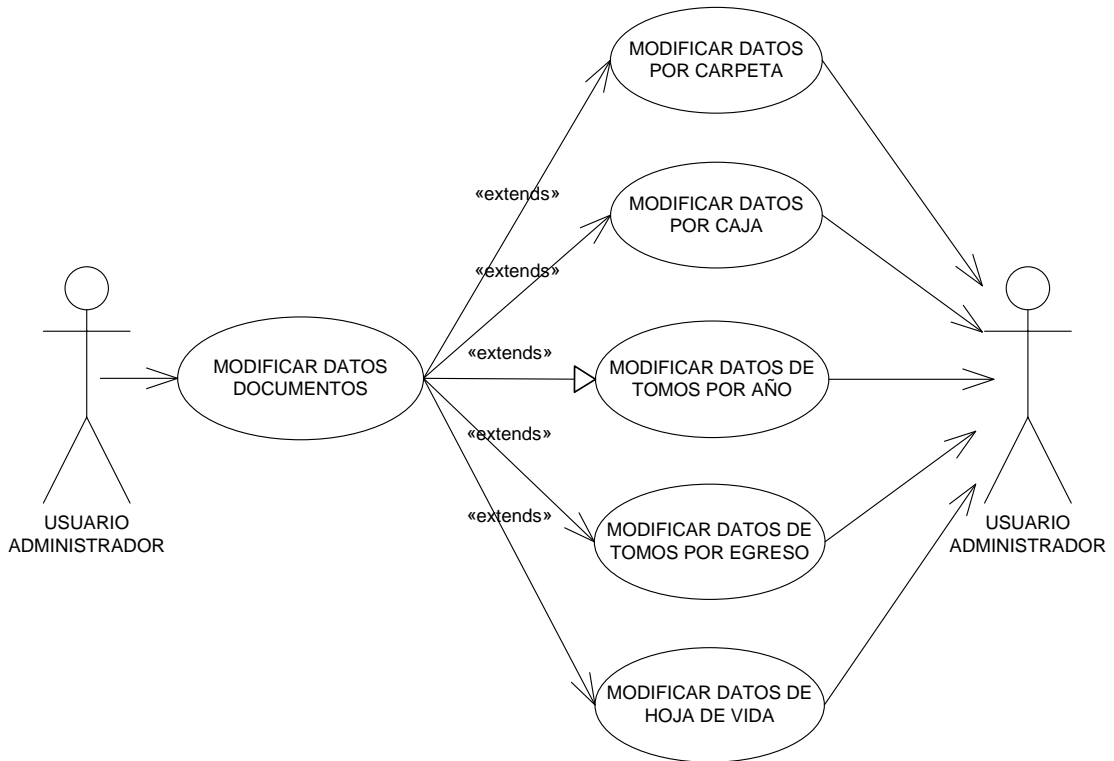 MODIFICAR DATOS
POR CARPETA
«extends»
MODIFICAR DATOS
POR CAJA
«extends»
«extends»
MODIFICAR DATOS
DOCUMENTOS
MODIFICAR DATOS DE
TOMOS POR AÑO
«extends»
«extends»
MODIFICAR DATOS DE
TOMOS POR EGRESO
USUARIO
ADMINISTRADOR
USUARIO
ADMINISTRADOR
MODIFICAR DATOS DE
HOJA DE VIDA